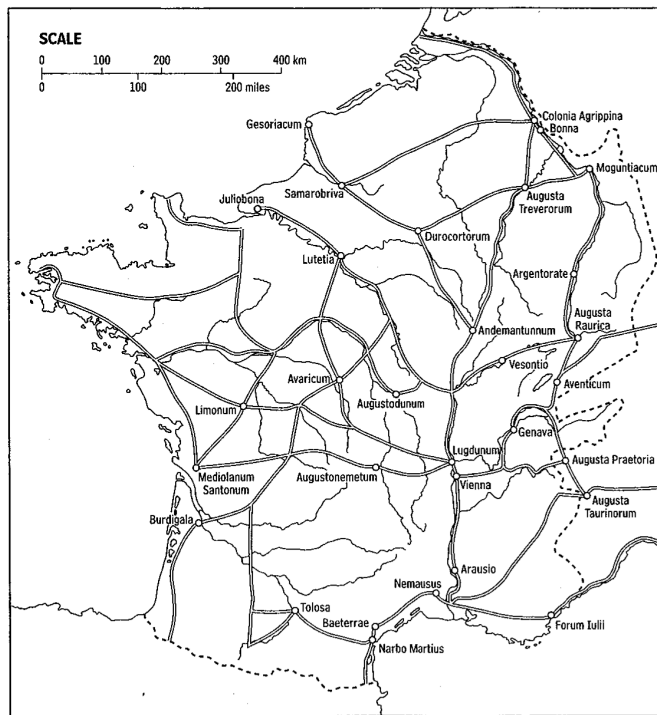 SCALE
0 100 200 300 400 km
0 100 200 miles
Colonia Agrippina
Bonna
Gesoriacum
Moguntiacum
Samarobriva
Juliobona
Augusta
Treverorum
Durocortorum
Lutetia
Argentorate
Augusta
Raurica
Andemantunnum
Vesontio
Avaricum
Aventicum
Augustodunum
Limonum
Genava
Lugdunum
Mediolanum
Santonum
Augustonemetum
Augusta Praetoria
Vienna
Augusta
Taurinorum
Burdigala
Arausio
Nemausus
Tolosa
Baeterrae
Forum Iulii
Narbo Martius